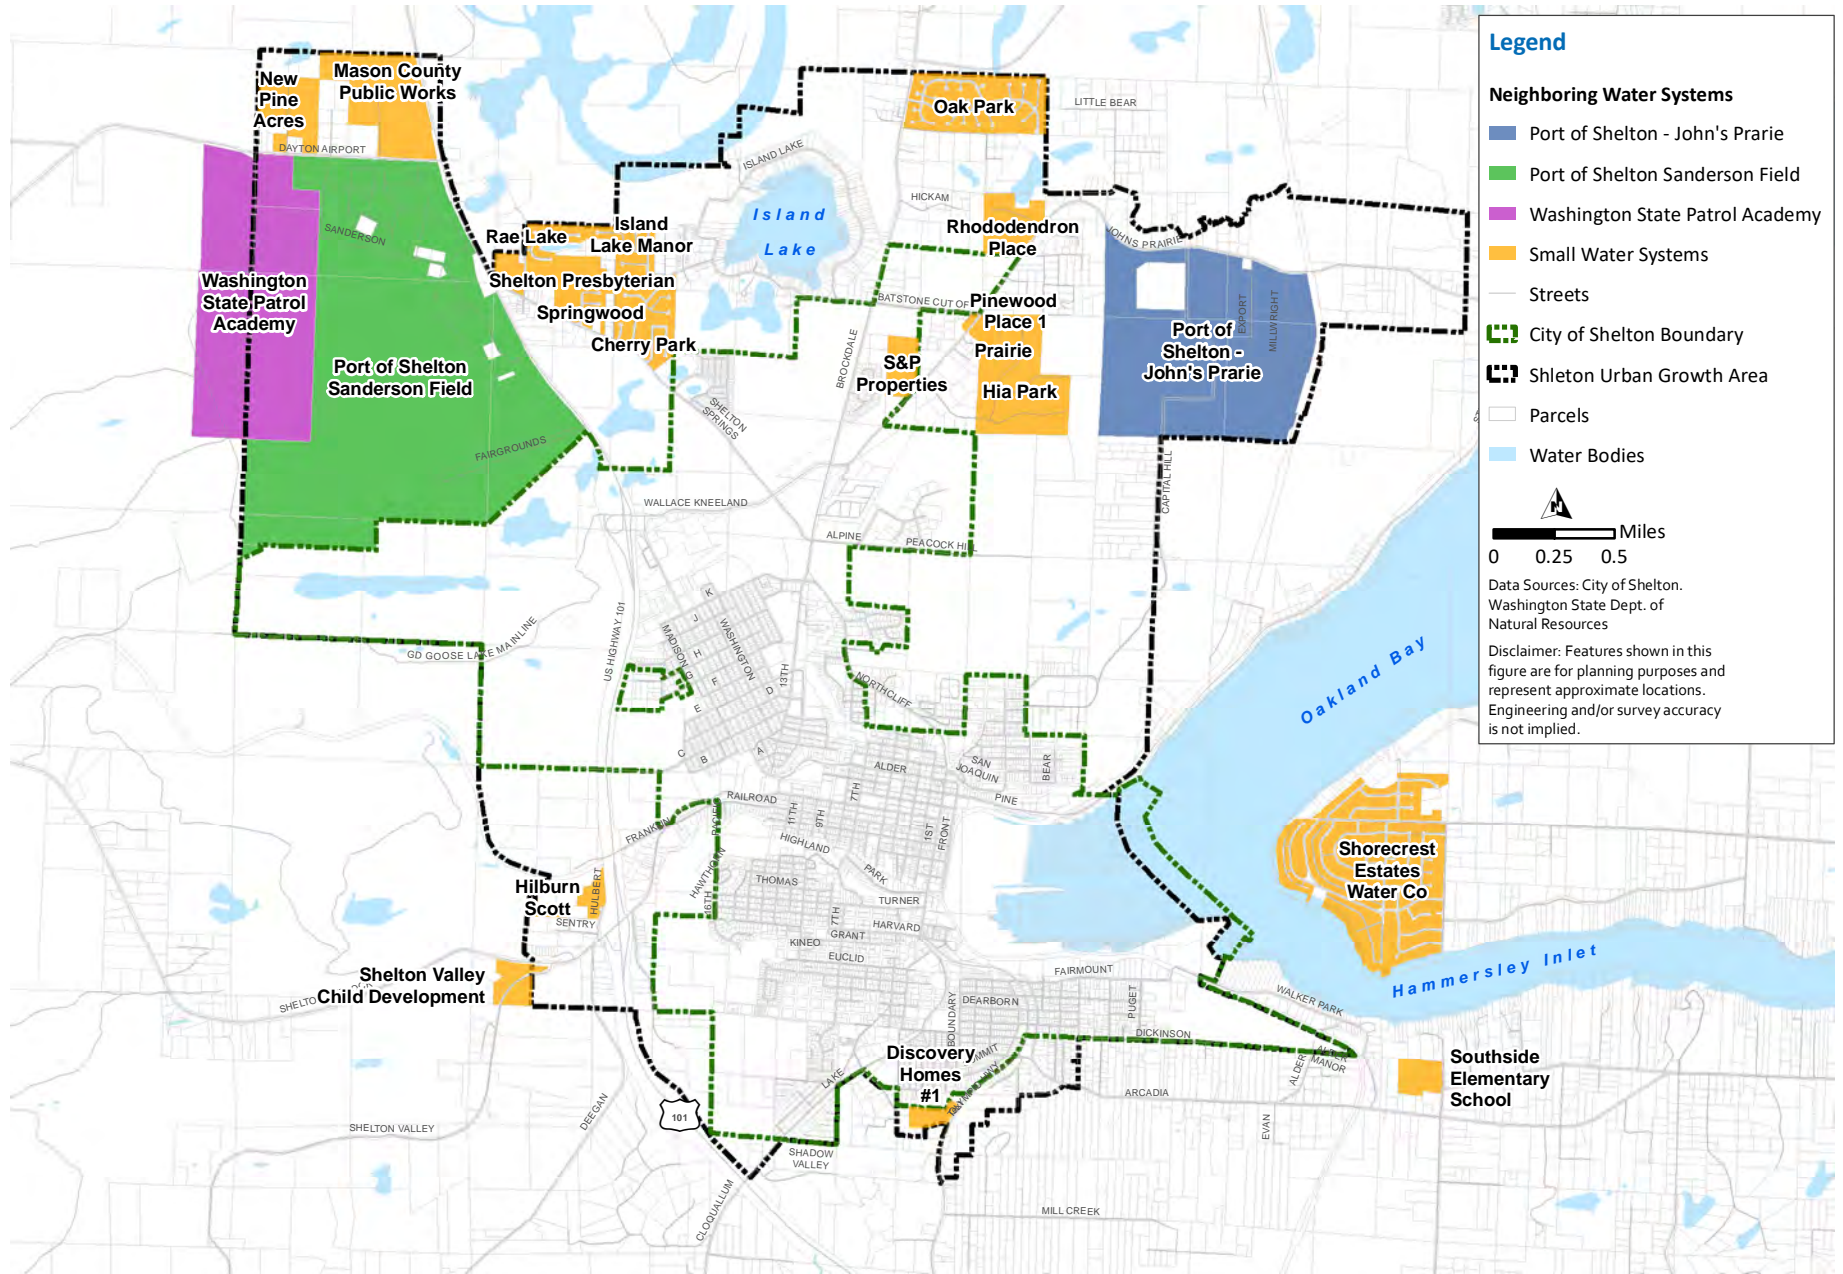 New
Pine
Acres
Mason County
Public Works
DAYTON AIRPORT
SANDERSON
Washington
State Patrol
Academy
Port of Shelton
Sanderson Field
FAIRGROUNDS
Rae Lake
Island
Lake Manor
Shelton Presbyterian
Springwood
Cherry Park
ISLAND LAKE
Island
Lake
Oak Park
LITTLE BEAR
HICKAM
Rhododendron
Place
JOHNS PRAIRIE
BATSTONE CUT OF
Pinewood
Place 1
Prairie
Hia Park
S&P
Properties
BROCKDALE
SHELTON
SPRINGS
Port of
Shelton -
John's Prarie
EXPORT
MILLWRIGHT
CAPITAL HILL
WALLACE KNEELAND
ALPINE
PEACOCK HILL
GD GOOSE LAKE MAIN LINE
US HIGHWAY 101
K
J
H
G
F
E
D
C
B
A
MADISON
WASHINGTON
13TH
NORTHCLIFF
SAN
JOAQUIN
BEAR
ALDER
PINE
RAILROAD
11TH
9TH
7TH
1ST
FRONT
FRANKLIN
PACIFIC
HIGHLAND
PARK
HAWTHORN
16TH
THOMAS
TURNER
7TH
HARVARD
GRANT
KINEO
EUCLID
Hilburn
Scott
HULBERT
SENTRY
Shelton Valley
Child Development
FAIRMOUNT
DEARBORN
BOUNDARY
PUGET
DICKINSON
WALKER PARK
Discovery
Homes
#1
LAKE
ARCADIA
ALDER
MANOR
EVAN
DEEGAN
101
SHELTON VALLEY
SHADOW
VALLEY
CLOQUALLUM
MILL CREEK
Oakland Bay
Shorecrest
Estates
Water Co
Hammersley Inlet
Southside
Elementary
School
Legend
Neighboring Water Systems
Port of Shelton - John's Prarie
Port of Shelton Sanderson Field
Washington State Patrol Academy
Small Water Systems
Streets
City of Shelton Boundary
Shleton Urban Growth Area
Parcels
Water Bodies
N
Miles
0 0.25 0.5
Data Sources: City of Shelton.
Washington State Dept. of
Natural Resources
Disclaimer: Features shown in this
figure are for planning purposes and
represent approximate locations.
Engineering and/or survey accuracy
is not implied.